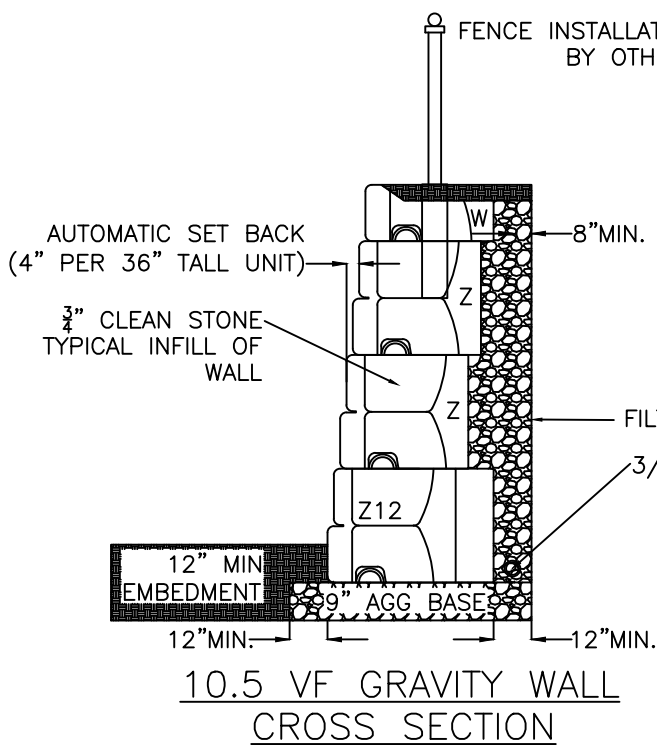 FENCE INSTALLAT
BY OTH
W
AUTOMATIC SET BACK
(4" PER 36" TALL UNIT)
8"MIN.
Z
3/4" CLEAN STONE
TYPICAL INFILL OF
WALL
Z
FIL
3/
Z12
12" MIN
EMBEDMENT
9" AGG BASE
12"MIN.
12"MIN.
10.5 VF GRAVITY WALL
CROSS SECTION